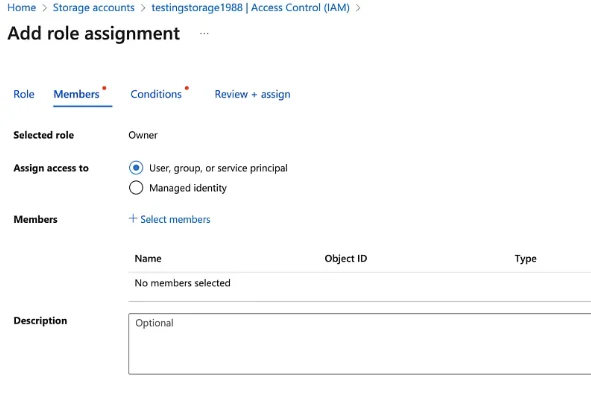 Home > Storage accounts > testingstorage1988 | Access Control (IAM) >
Add role assignment ...
Role Members * Conditions * Review + assign
Selected role Owner
Assign access to User, group, or service principal
Managed identity
Members + Select members
Name Object ID Type
No members selected
Description Optional